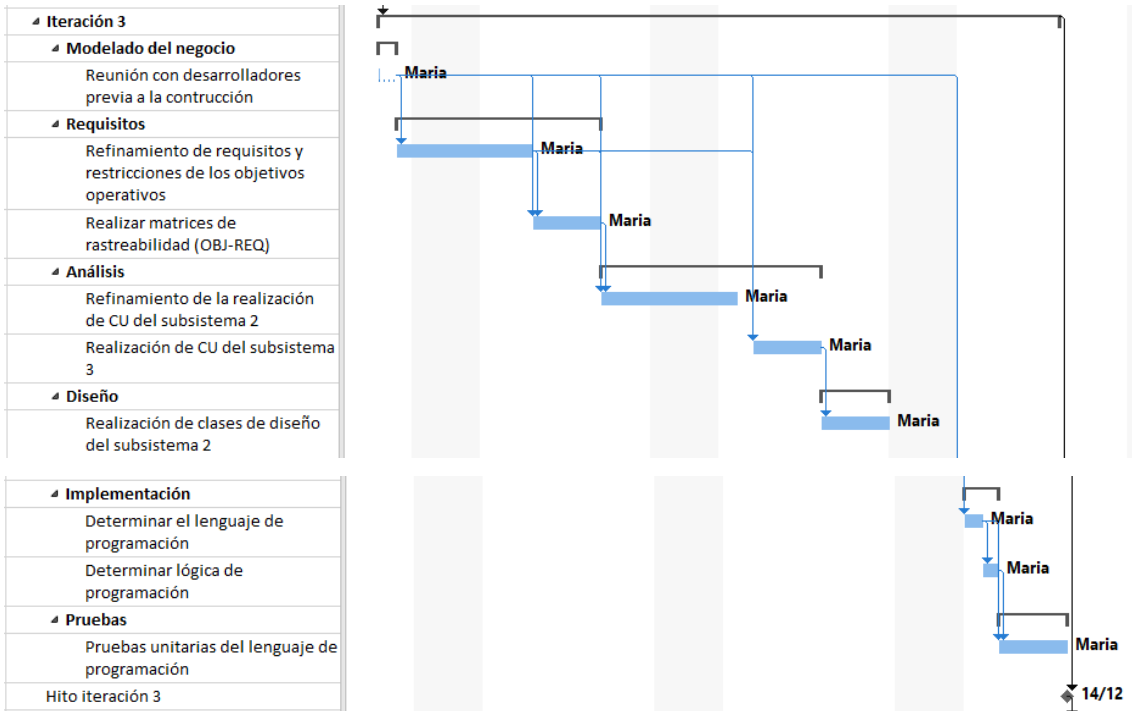 Iteración 3
Modelado del negocio
Reunión con desarrolladores
previa a la contrucción
Maria
Requisitos
Refinamiento de requisitos y
restricciones de los objetivos
operativos
Maria
Realizar matrices de
rastreabilidad (OBJ-REQ)
Maria
Análisis
Refinamiento de la realización
de CU del subsistema 2
Maria
Realización de CU del subsistema
3
Maria
Diseño
Realización de clases de diseño
del subsistema 2
Maria
Implementación
Determinar el lenguaje de
programación
Maria
Determinar lógica de
programación
Maria
Pruebas
Pruebas unitarias del lenguaje de
programación
Maria
Hito iteración 3
14/12